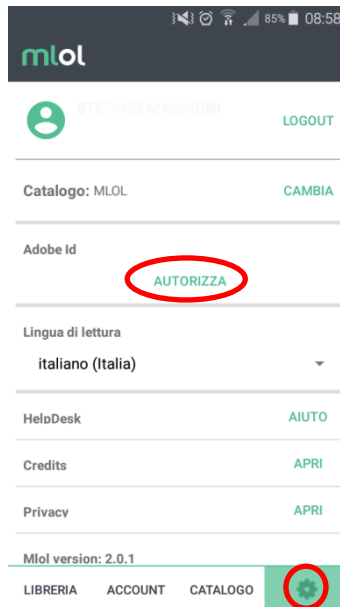 85% 08:58
mlol
STEFANO MARINONI
LOGOUT
Catalogo: MLOL CAMBIA
Adobe Id
AUTORIZZA
Lingua di lettura
italiano (Italia)
HelpDesk AIUTO
Credits APRI
Privacy APRI
Mlol version: 2.0.1
LIBRERIA ACCOUNT CATALOGO